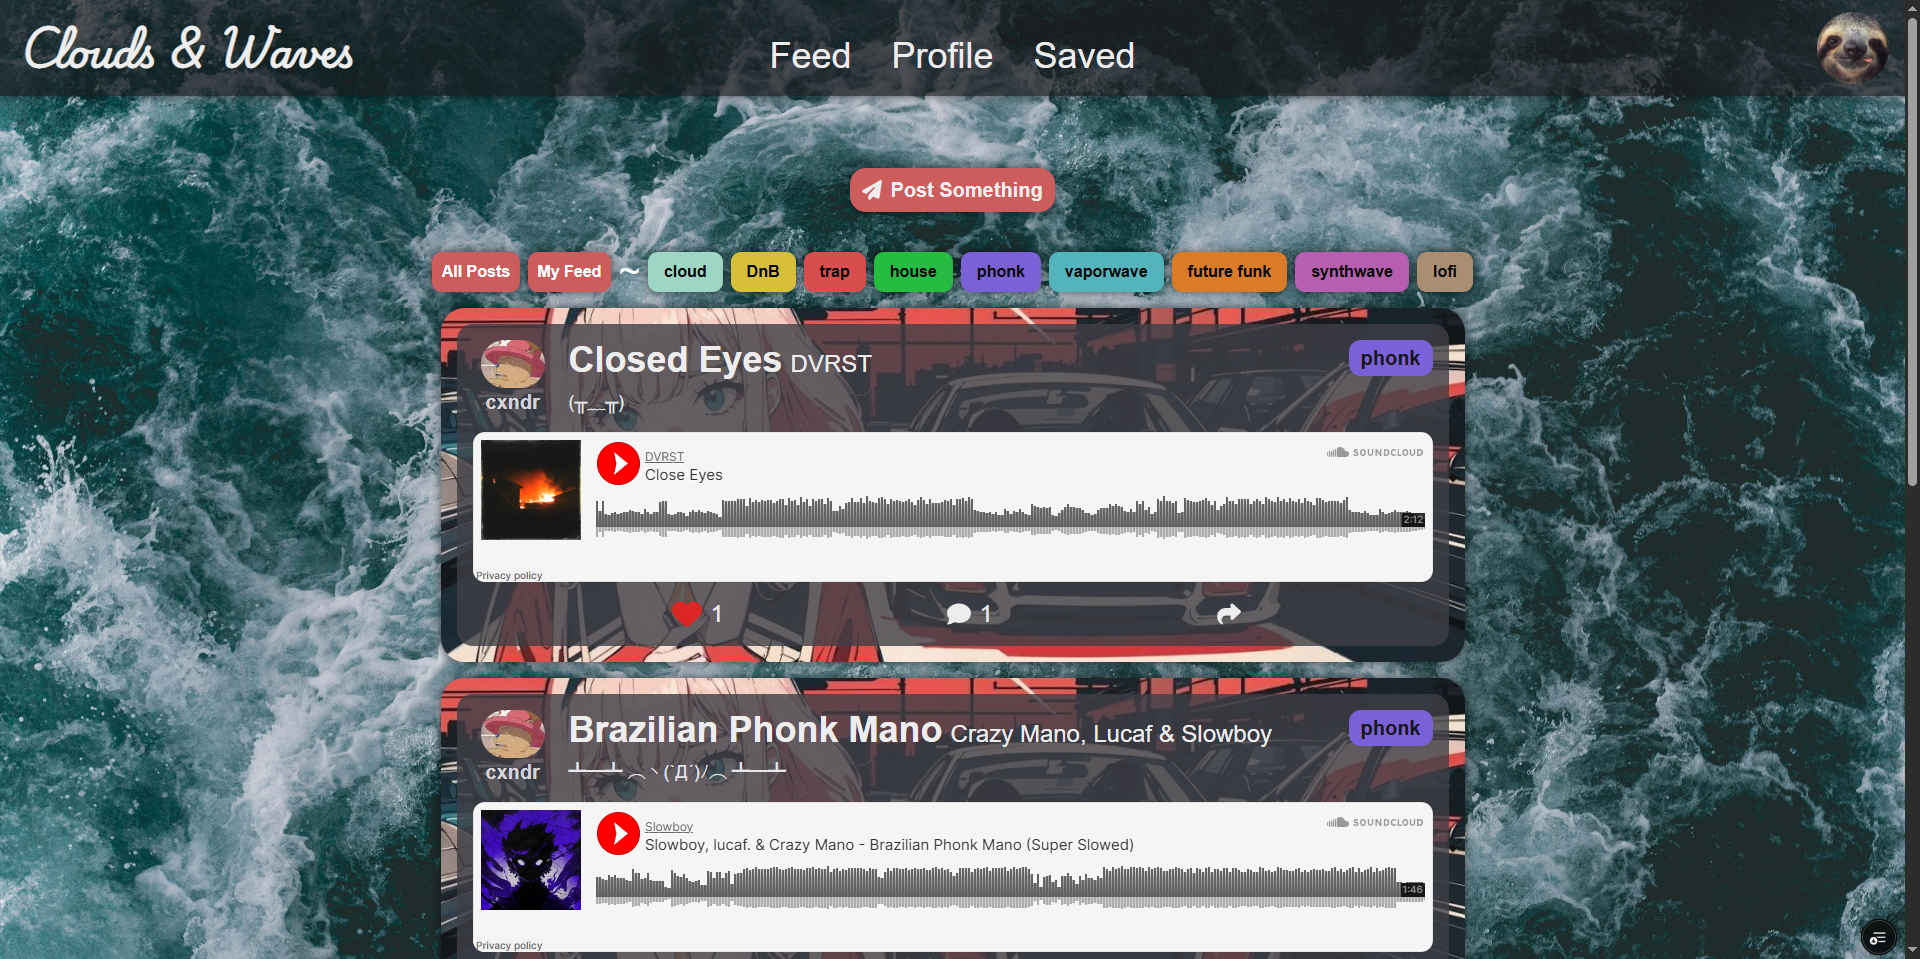 Clouds & Waves
Feed Profile Saved
Post Something
All Posts My Feed ~ cloud DnB trap house phonk vaporwave future funk synthwave lofi
Closed Eyes DVRST phonk
cxndr (╥﹏╥)
DVRST SOUNDCLOUD
Close Eyes
2:12
Privacy policy
1 1
Brazilian Phonk Mano Crazy Mano, Lucaf & Slowboy phonk
cxndr ┻━┻ ︵ヽ(`Д´)ﾉ︵ ┻━┻
Slowboy SOUNDCLOUD
Slowboy, lucaf. & Crazy Mano - Brazilian Phonk Mano (Super Slowed)
1:46
Privacy policy